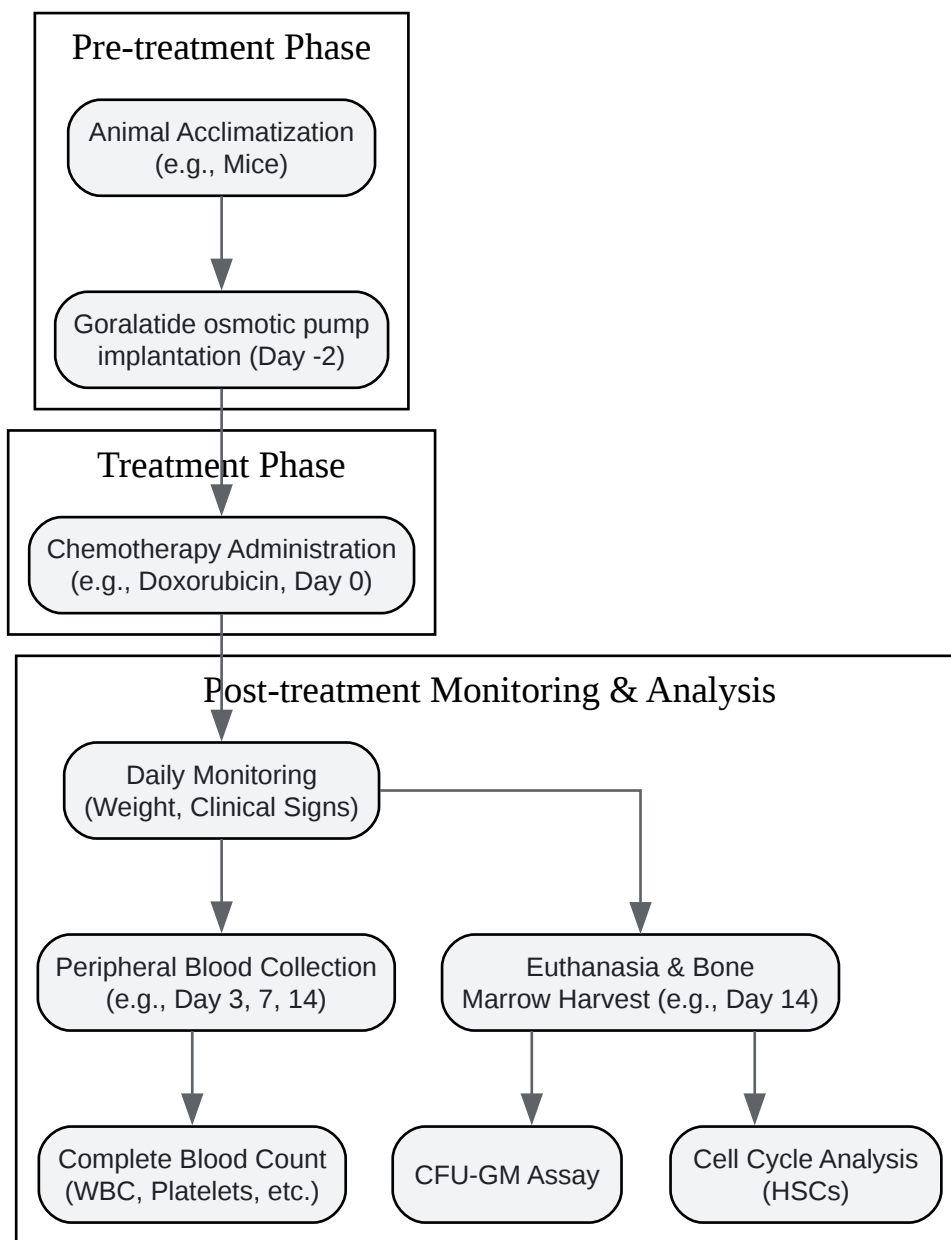 Pre-treatment Phase
Animal Acclimatization
(e.g., Mice)
Goralatide osmotic pump
implantation (Day -2)
Treatment Phase
Chemotherapy Administration
(e.g., Doxorubicin, Day 0)
Post-treatment Monitoring & Analysis
Daily Monitoring
(Weight, Clinical Signs)
Peripheral Blood Collection
(e.g., Day 3, 7, 14)
Euthanasia & Bone
Marrow Harvest (e.g., Day 14)
Complete Blood Count
(WBC, Platelets, etc.)
CFU-GM Assay
Cell Cycle Analysis
(HSCs)